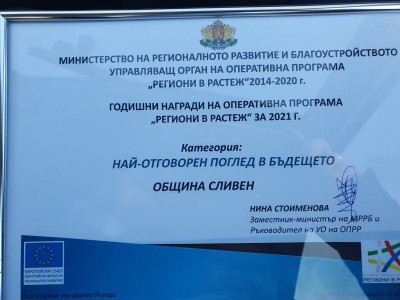 МИНИСТЕРСТВО НА РЕГИОНАЛНОТО РАЗВИТИЕ И БЛАГОУСТРОЙСТВОТО
УПРАВЛЯВАЩ ОРГАН НА ОПЕРАТИВНА ПРОГРАМА
„РЕГИОНИ В РАСТЕЖ“2014-2020 г.
ГОДИШНИ НАГРАДИ НА ОПЕРАТИВНА ПРОГРАМА
„РЕГИОНИ В РАСТЕЖ“ ЗА 2021 Г.
Категория:
НАЙ-ОТГОВОРЕН ПОГЛЕД В БЪДЕЩЕТО
ОБЩИНА СЛИВЕН
НИНА СТОИМЕНОВА
Заместник-министър на МРРБ и
Ръководител на УО на ОПРР
ЕВРОПЕЙСКИ СЪЮЗ
РЕГИОНИ В Р